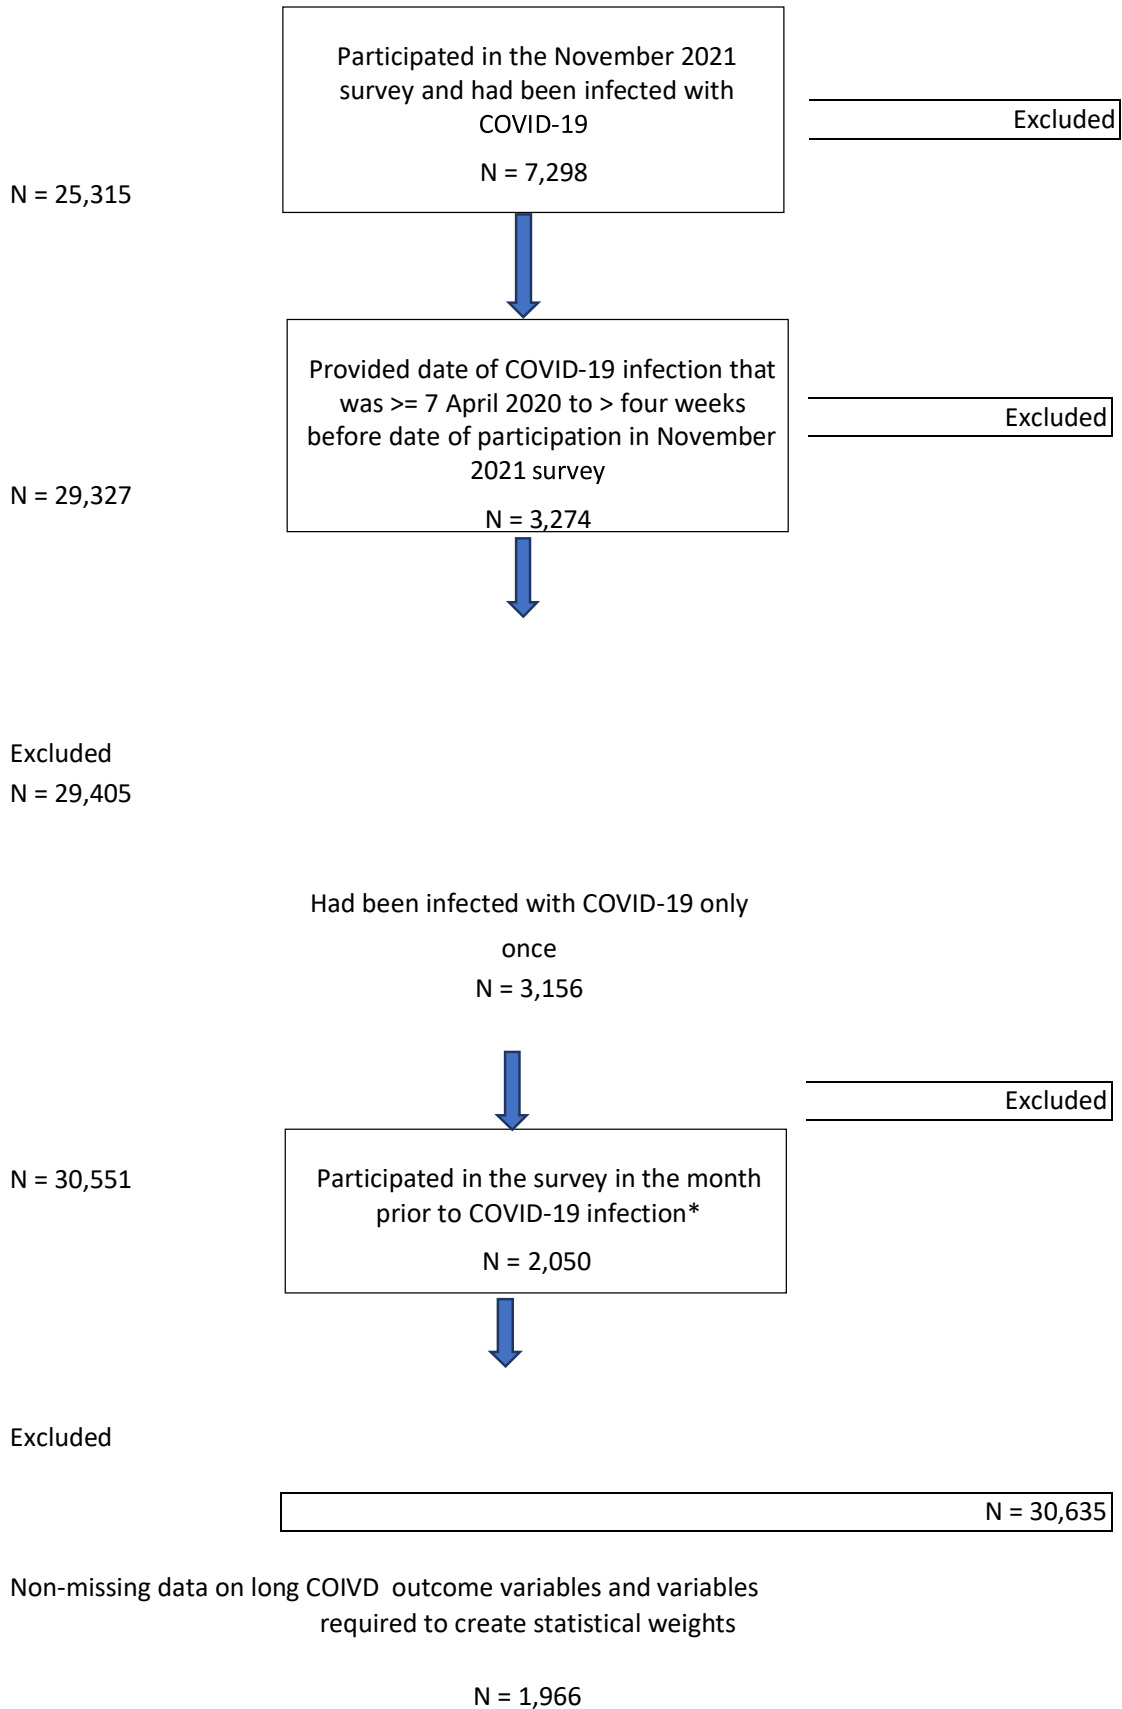 Participated in the November 2021
survey and had been infected with
COVID-19
N = 7,298
Excluded
N = 25,315
Provided date of COVID-19 infection that
was >= 7 April 2020 to > four weeks
before date of participation in November
2021 survey
N = 3,274
Excluded
N = 29,327
Excluded
N = 29,405
Had been infected with COVID-19 only
once
N = 3,156
Excluded
N = 30,551
Participated in the survey in the month
prior to COVID-19 infection*
N = 2,050
Excluded
N = 30,635
Non-missing data on long COIVD outcome variables and variables
required to create statistical weights
N = 1,966